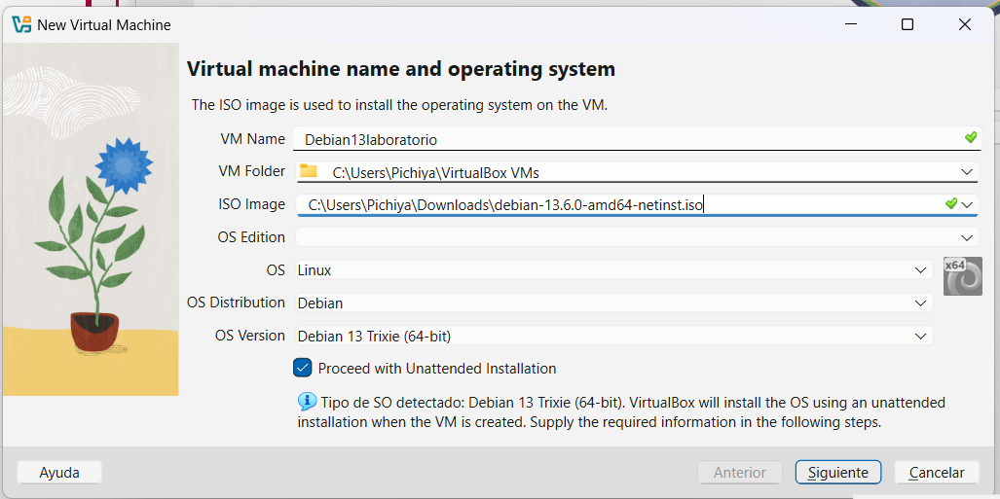 New Virtual Machine
Virtual machine name and operating system
The ISO image is used to install the operating system on the VM.
VM Name Debian13laboratorio
VM Folder C:\Users\Pichiya\VirtualBox VMs
ISO Image C:\Users\Pichiya\Downloads\debian-13.6.0-amd64-netinst.iso
OS Edition
OS Linux x64
OS Distribution Debian
OS Version Debian 13 Trixie (64-bit)
Proceed with Unattended Installation
Tipo de SO detectado: Debian 13 Trixie (64-bit). VirtualBox will install the OS using an unattended
installation when the VM is created. Supply the required information in the following steps.
Ayuda Anterior Siguiente Cancelar